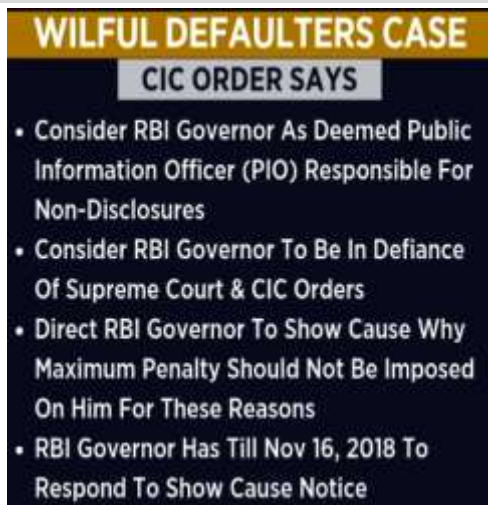 WILFUL DEFAULTERS CASE
CIC ORDER SAYS
• Consider RBI Governor As Deemed Public
Information Officer (PIO) Responsible For
Non-Disclosures
• Consider RBI Governor To Be In Defiance
Of Supreme Court & CIC Orders
• Direct RBI Governor To Show Cause Why
Maximum Penalty Should Not Be Imposed
On Him For These Reasons
• RBI Governor Has Till Nov 16, 2018 To
Respond To Show Cause Notice